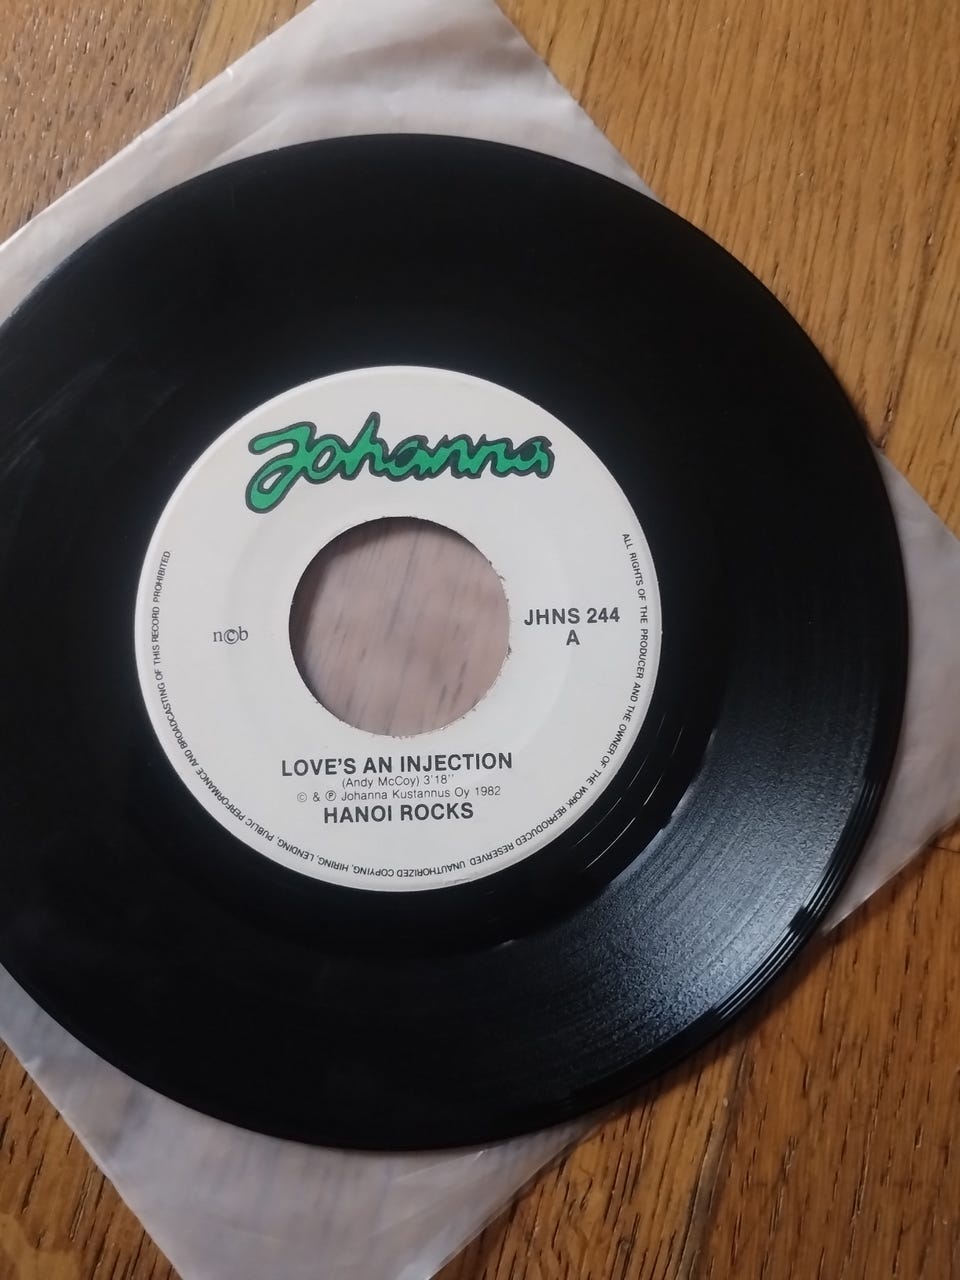 Johanna
ncb
JHNS 244
A
LOVE'S AN INJECTION
(Andy McCoy) 3'18''
© & ℗ Johanna Kustannus Oy 1982
HANOI ROCKS
ALL RIGHTS OF THE PRODUCER AND THE OWNER OF THE WORK REPRODUCED RESERVED. UNAUTHORIZED COPYING, HIRING, LENDING, PUBLIC PERFORMANCE AND BROADCASTING OF THIS RECORD PROHIBITED